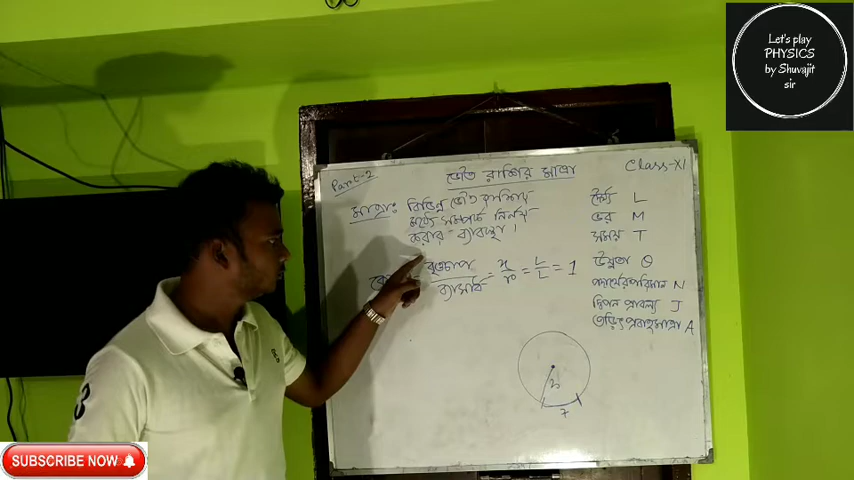 Let's play
PHYSICS
by Shuvajit
sir
Part-2
ভৌত রাশির মাত্রা
Class-XI
মাত্রাঃ বিভিন্ন ভৌত রাশির
মধ্যে সম্পর্ক নির্ণয়
করার ব্যাবস্থা।
বৃত্তচাপ
ব্যাসার্ধ
= x/r = L/L = 1
দৈর্ঘ্য L
ভর M
সময় T
উষ্ণতা Θ
পদার্থের পরিমান N
দীপন প্রাবল্য J
তড়িৎ প্রবাহমাত্রা A
r
x
SUBSCRIBE NOW